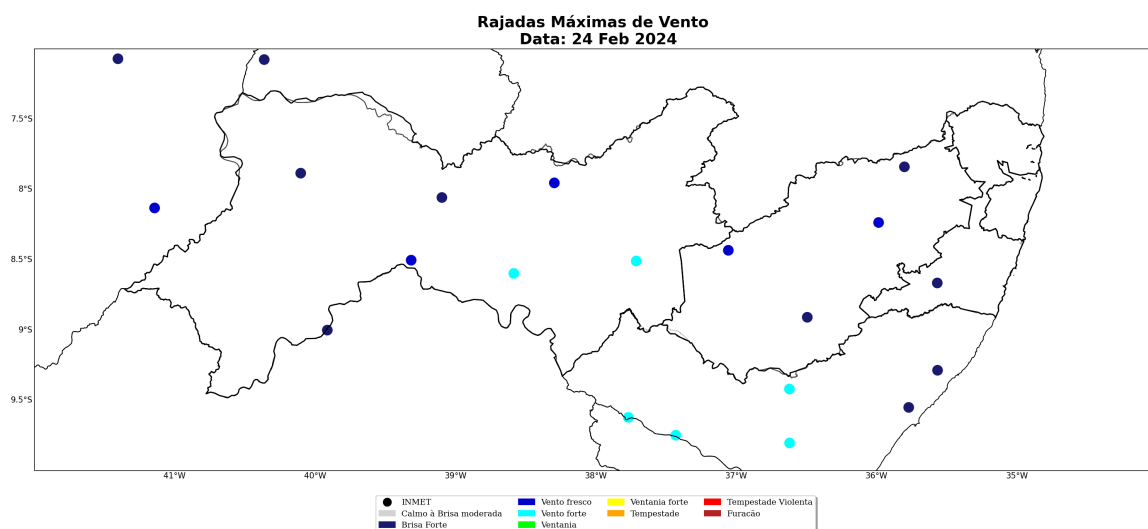 Rajadas Máximas de Vento
Data: 24 Feb 2024
7.5°S
8°S
8.5°S
9°S
9.5°S
41°W
40°W
39°W
38°W
37°W
36°W
35°W
INMET
Calmo à Brisa moderada
Brisa Forte
Vento fresco
Vento forte
Ventania
Ventania forte
Tempestade
Tempestade Violenta
Furacão